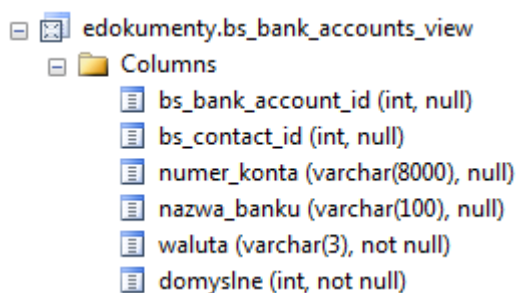 edokumenty.bs_bank_accounts_view
Columns
bs_bank_account_id (int, null)
bs_contact_id (int, null)
numer_konta (varchar(8000), null)
nazwa_banku (varchar(100), null)
waluta (varchar(3), not null)
domyslne (int, not null)